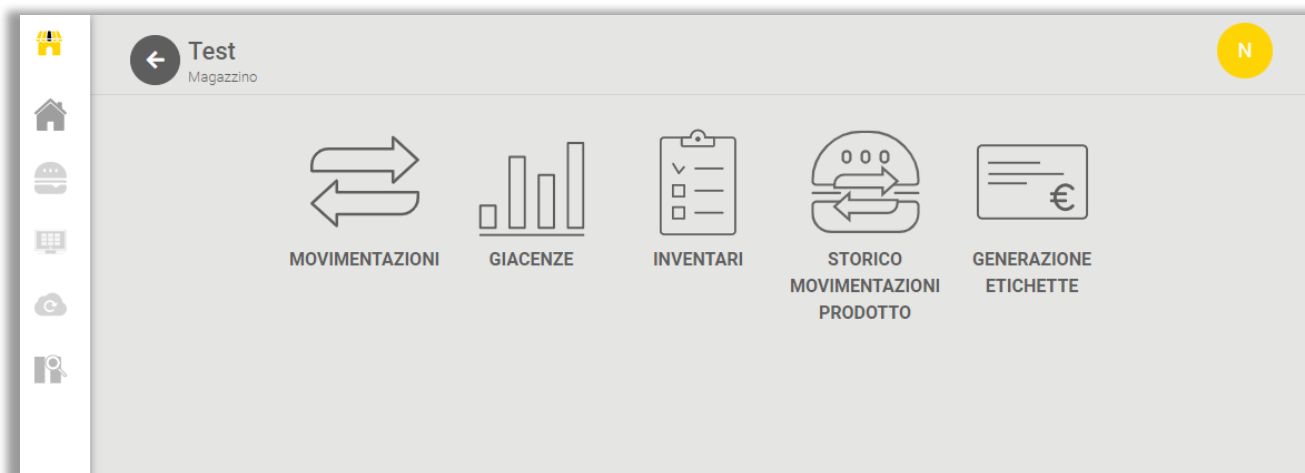 Test
N
Magazzino
€
MOVIMENTAZIONI
GIACENZE
INVENTARI
STORICO
MOVIMENTAZIONI
PRODOTTO
GENERAZIONE
ETICHETTE